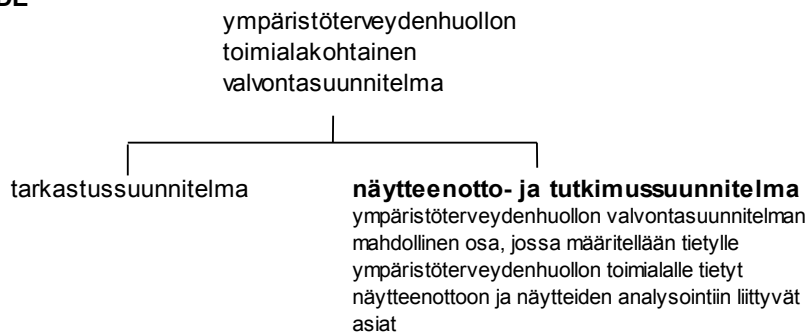 ympäristöterveydenhuollon
toimialakohtainen
valvontasuunnitelma
tarkastussuunnitelma
näytteenotto- ja tutkimussuunnitelma
ympäristöterveydenhuollon valvontasuunnitelman
mahdollinen osa, jossa määritellään tietylle
ympäristöterveydenhuollon toimialalle tietyt
näytteenottoon ja näytteiden analysointiin liittyvät
asiat